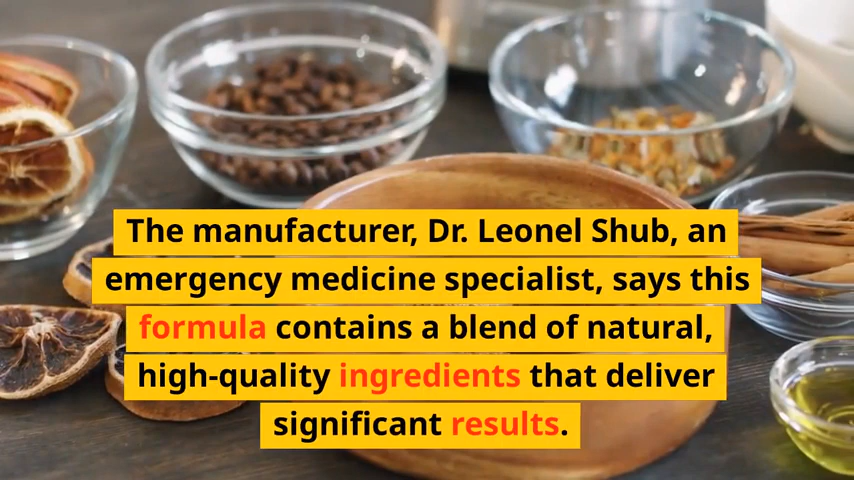 The manufacturer, Dr. Leonel Shub, an
emergency medicine specialist, says this
formula contains a blend of natural,
high-quality ingredients that deliver
significant results.